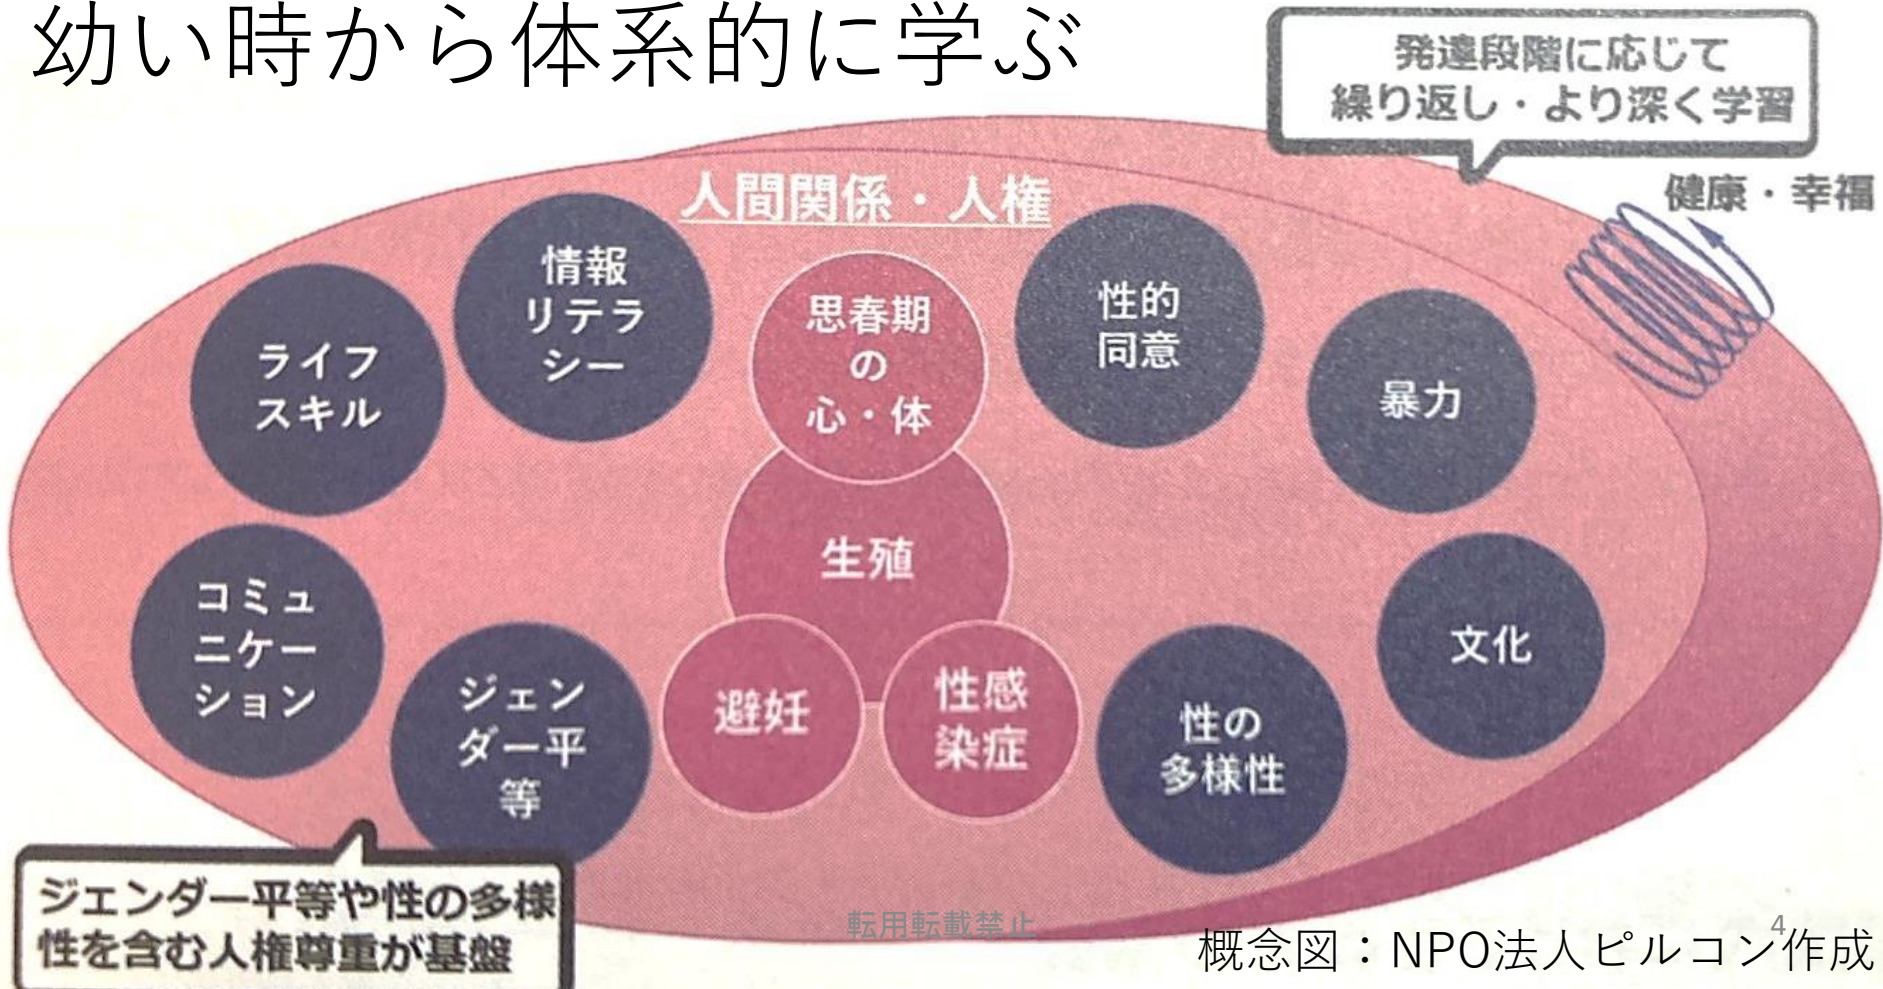 幼い時から体系的に学ぶ
発達段階に応じて
繰り返し・より深く学習
健康・幸福
人間関係・人権
情報
リテラ
シー
ライフ
スキル
思春期
の
心・体
性的
同意
暴力
生殖
コミュ
ニケー
ション
ジェン
ダー平
等
避妊
性感
染症
性の
多様性
文化
ジェンダー平等や性の多様
性を含む人権尊重が基盤
転用転載禁止
4
概念図：NPO法人ピルコン作成